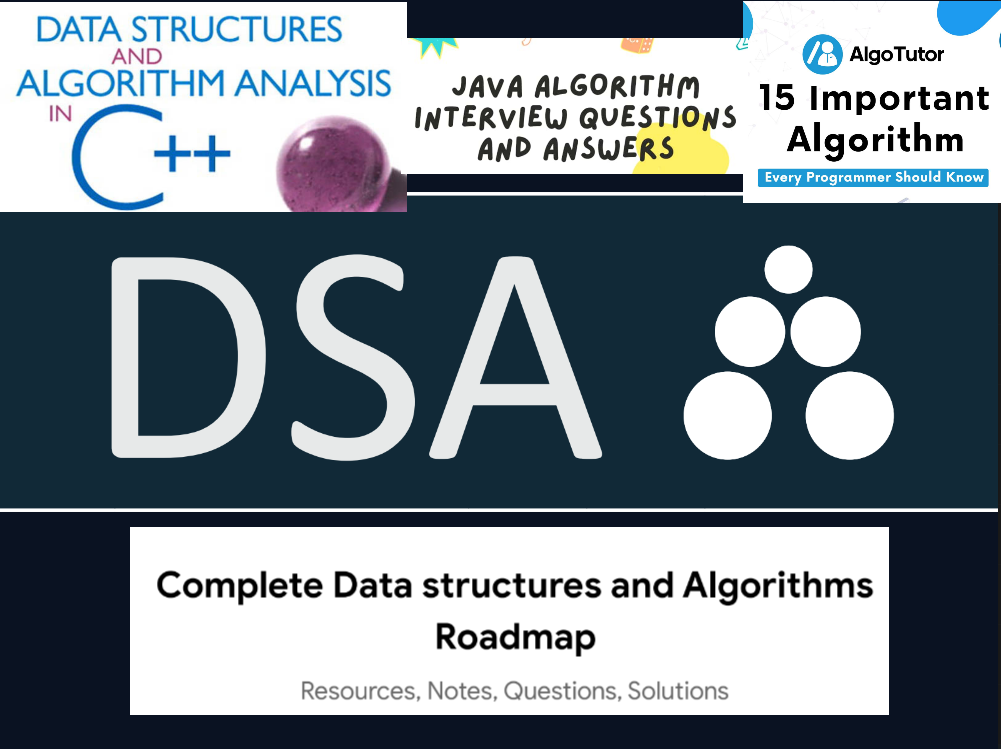 DATA STRUCTURES
AND
ALGORITHM ANALYSIS
IN
C++
JAVA ALGORITHM
INTERVIEW QUESTIONS
AND ANSWERS
AlgoTutor
15 Important
Algorithm
Every Programmer Should Know
DSA
Complete Data structures and Algorithms
Roadmap
Resources, Notes, Questions, Solutions